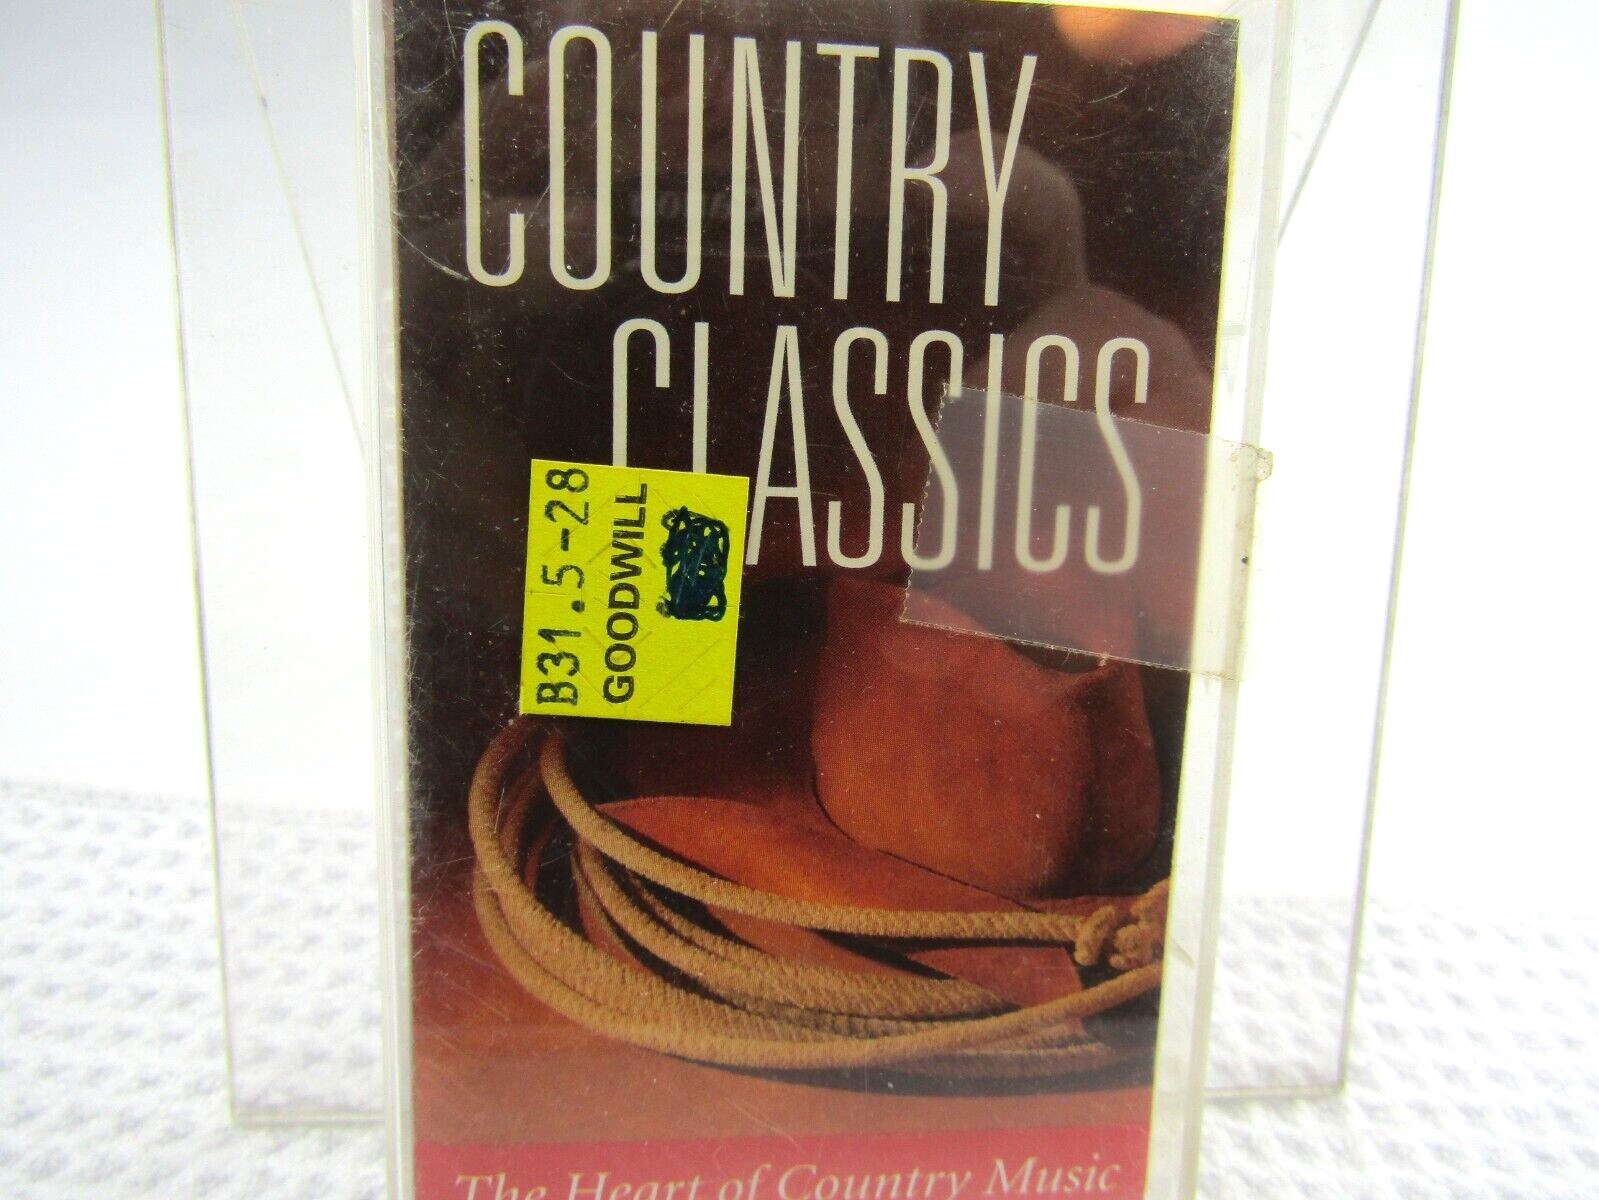 COUNTRY
CLASSICS
B31.5-28
GOODWILL
The Heart of Country Music